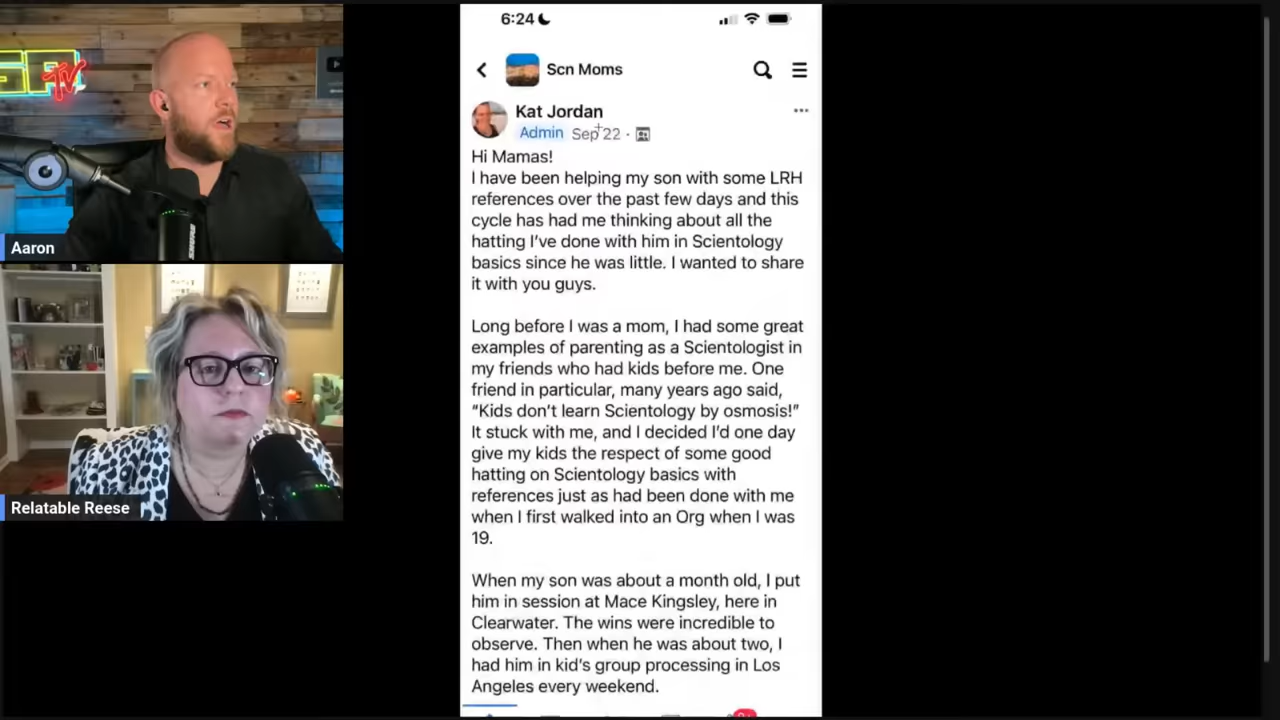 TV
Aaron
Relatable Reese
6:24
Scn Moms
Kat Jordan
Admin Sep 22 ·
Hi Mamas!
I have been helping my son with some LRH
references over the past few days and this
cycle has had me thinking about all the
hatting I've done with him in Scientology
basics since he was little. I wanted to share
it with you guys.
Long before I was a mom, I had some great
examples of parenting as a Scientologist in
my friends who had kids before me. One
friend in particular, many years ago said,
“Kids don't learn Scientology by osmosis!”
It stuck with me, and I decided I'd one day
give my kids the respect of some good
hatting on Scientology basics with
references just as had been done with me
when I first walked into an Org when I was
19.
When my son was about a month old, I put
him in session at Mace Kingsley, here in
Clearwater. The wins were incredible to
observe. Then when he was about two, I
had him in kid's group processing in Los
Angeles every weekend.